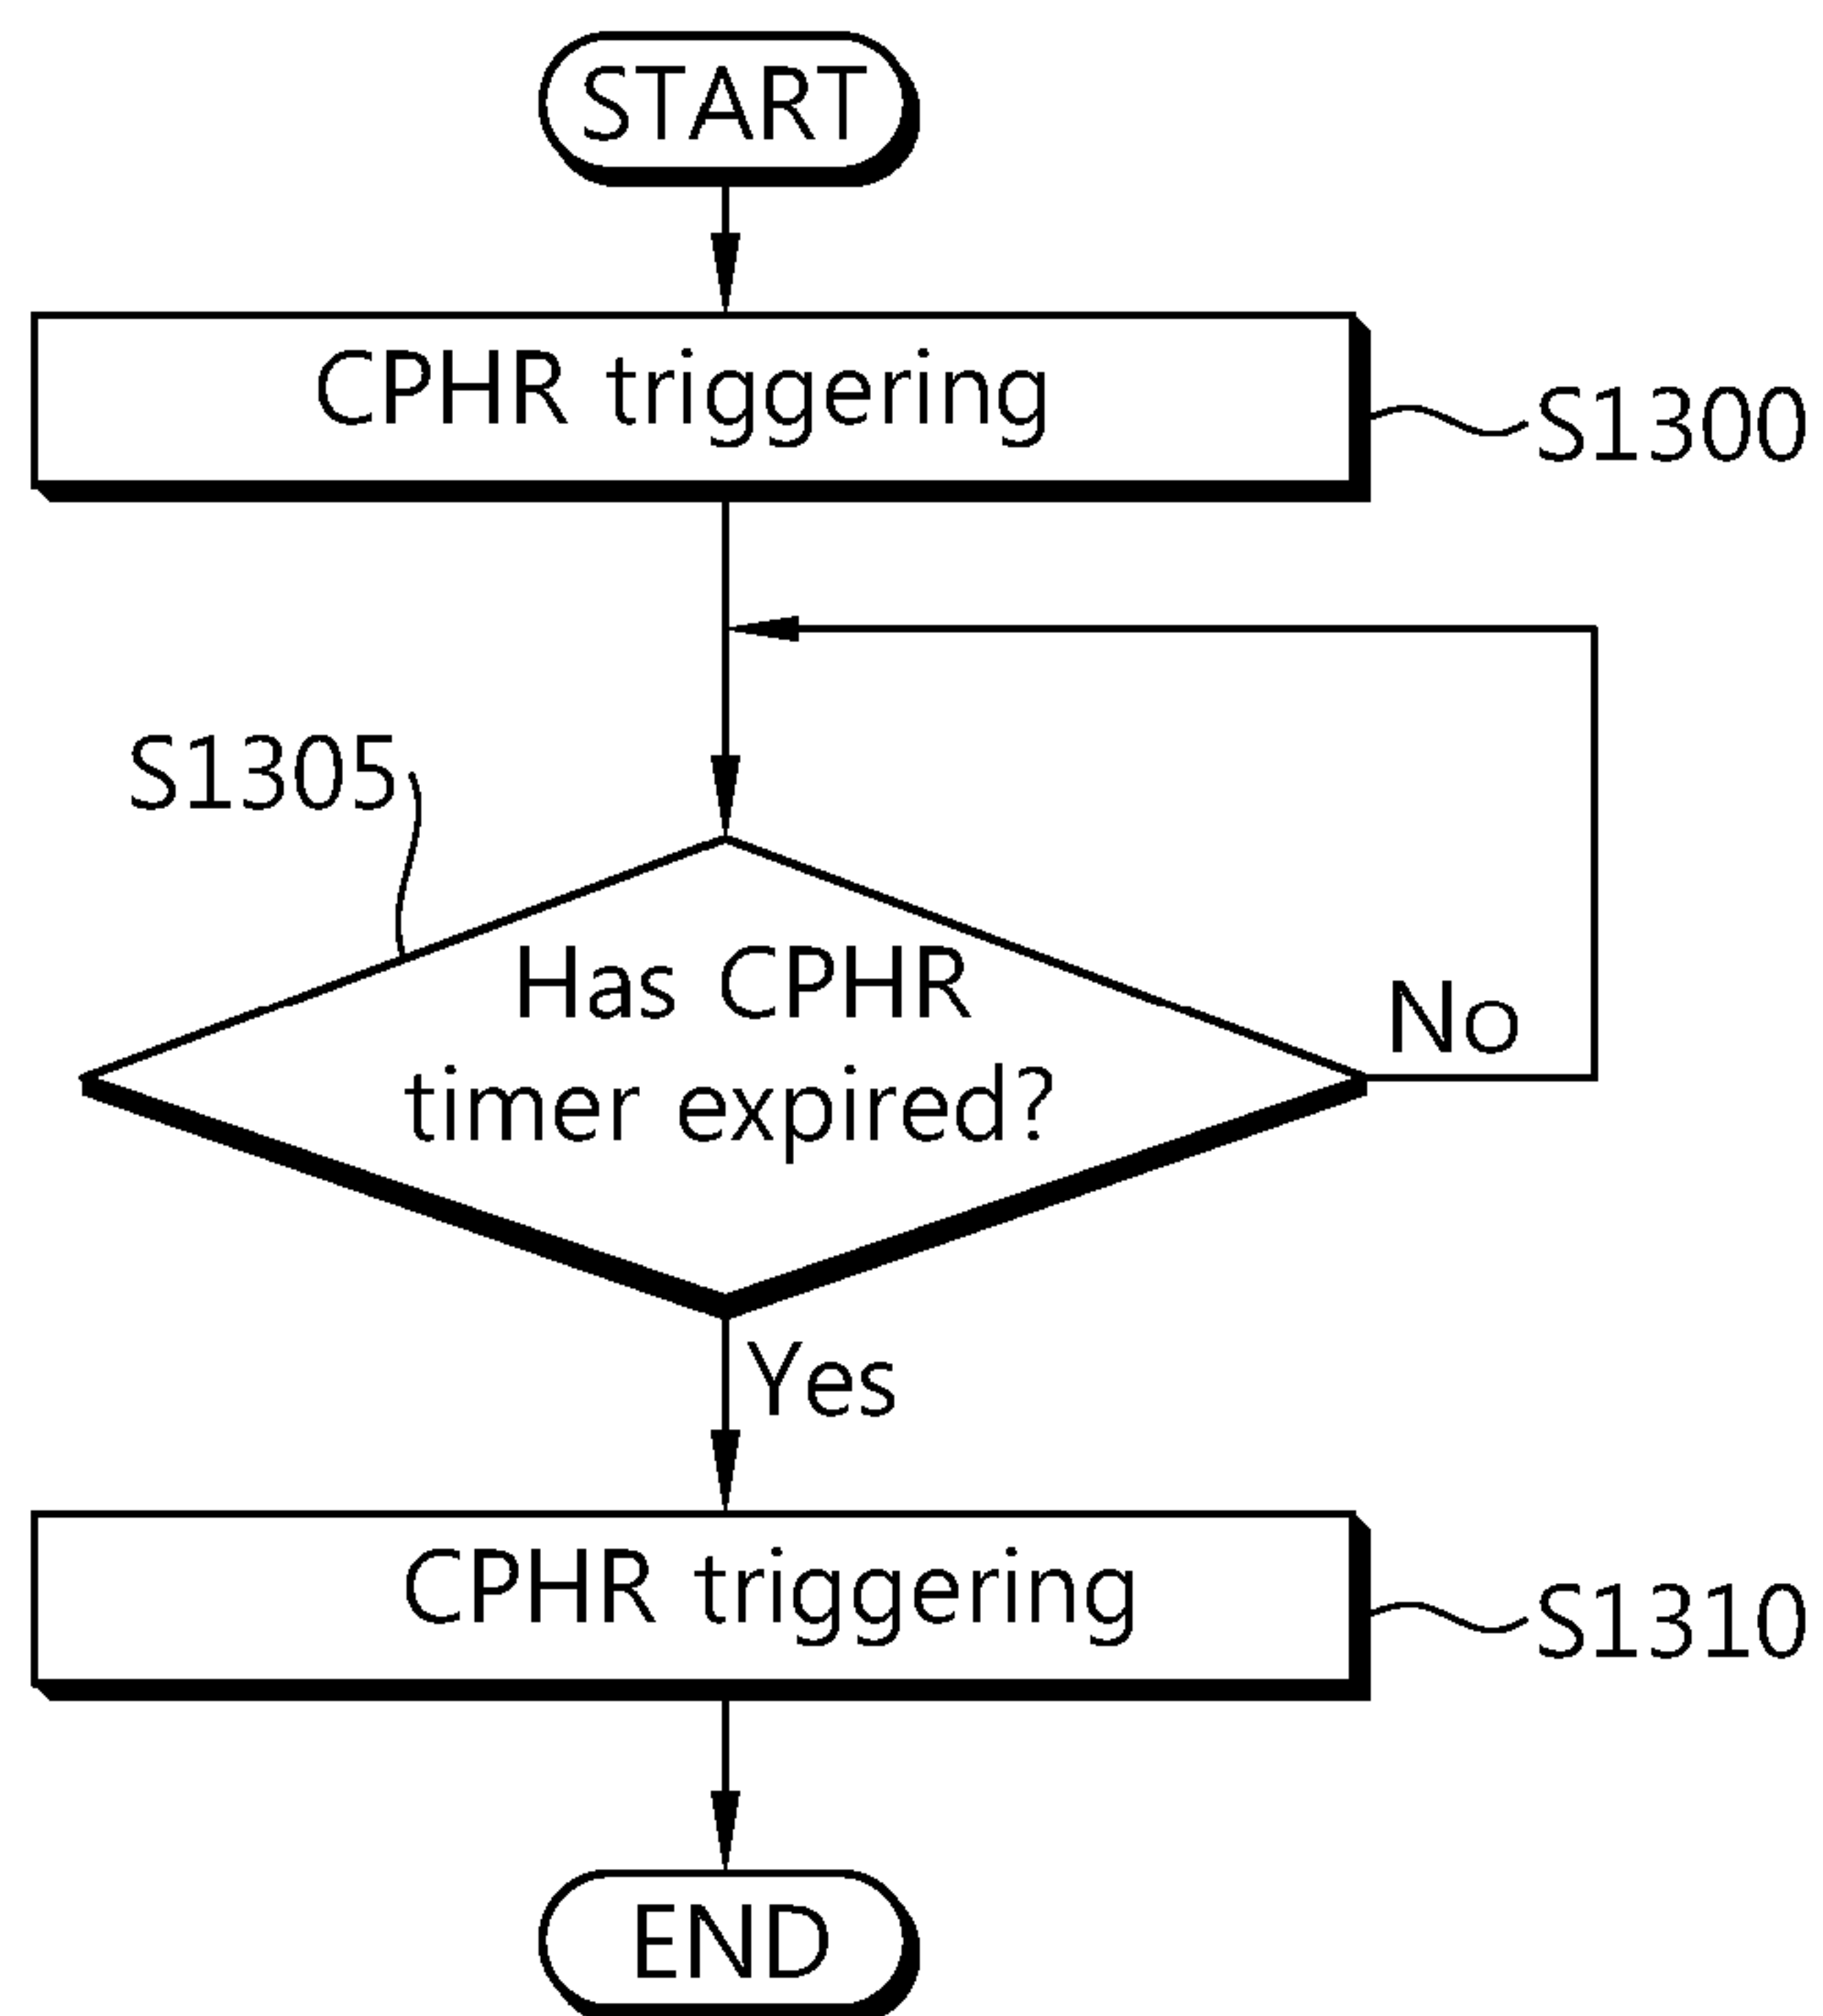 START
CPHR triggering
S1300
S1305
Has CPHR
timer expired?
No
Yes
CPHR triggering
S1310
END